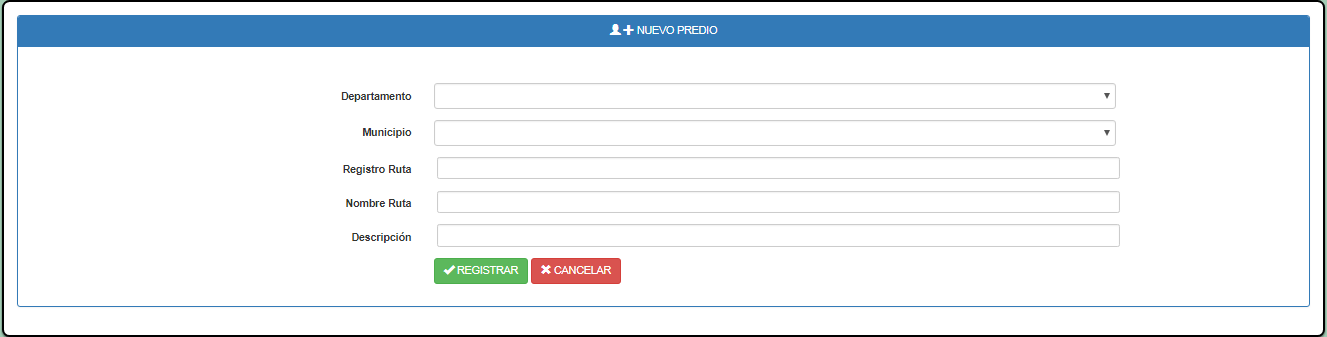 NUEVO PREDIO
Departamento
Municipio
Registro Ruta
Nombre Ruta
Descripción
REGISTRAR CANCELAR